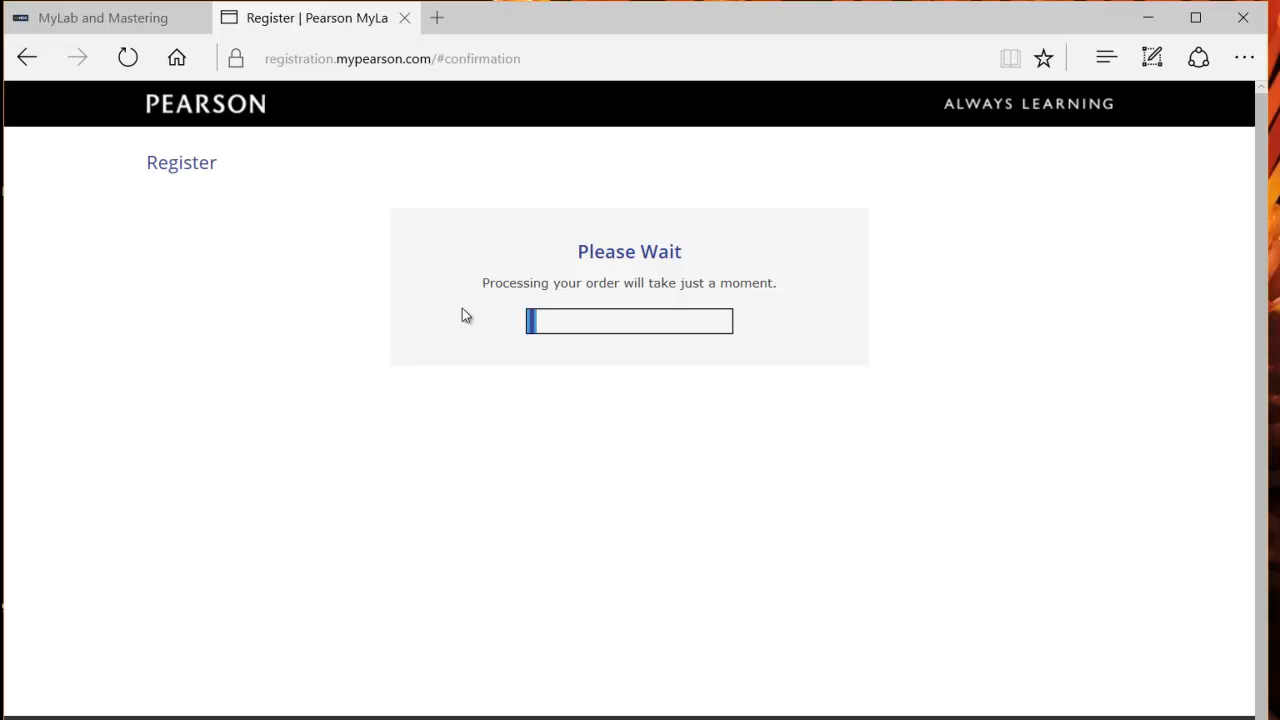 MyLab and Mastering
Register | Pearson MyLa
registration.mypearson.com/#confirmation
PEARSON
ALWAYS LEARNING
Register
Please Wait
Processing your order will take just a moment.